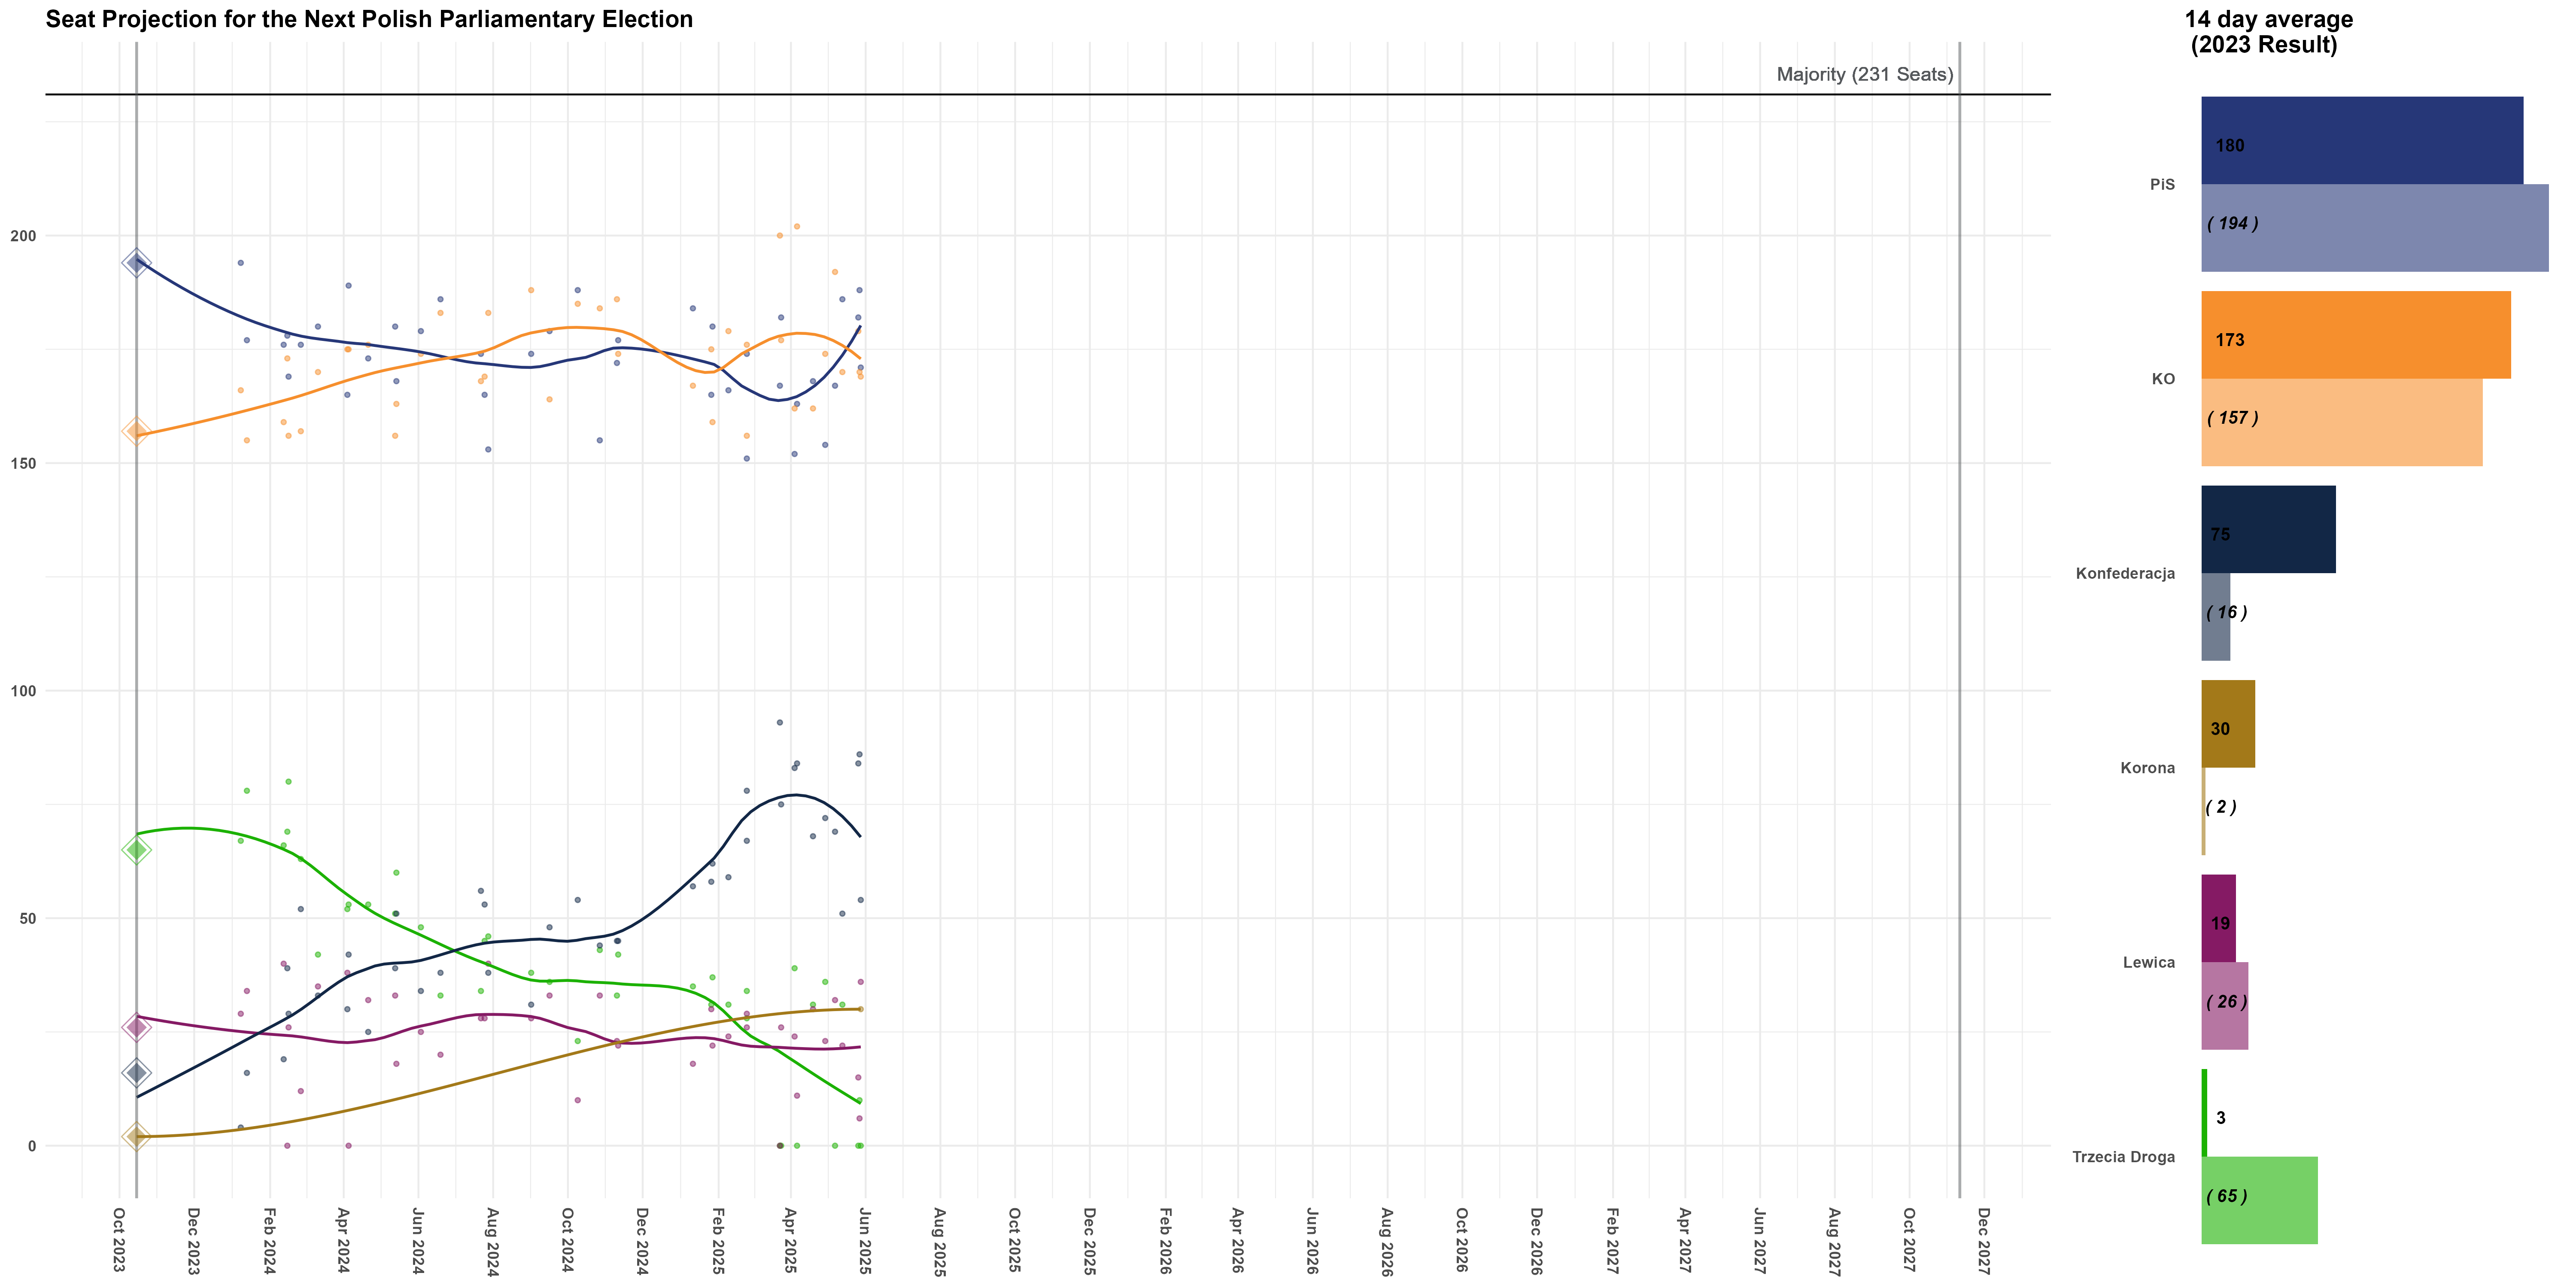 Seat Projection for the Next Polish Parliamentary Election
14 day average
(2023 Result)
Majority (231 Seats)
200
150
100
50
0
Oct 2023
Dec 2023
Feb 2024
Apr 2024
Jun 2024
Aug 2024
Oct 2024
Dec 2024
Feb 2025
Apr 2025
Jun 2025
Aug 2025
Oct 2025
Dec 2025
Feb 2026
Apr 2026
Jun 2026
Aug 2026
Oct 2026
Dec 2026
Feb 2027
Apr 2027
Jun 2027
Aug 2027
Oct 2027
Dec 2027
PiS
180
( 194 )
KO
173
( 157 )
Konfederacja
75
( 16 )
Korona
30
( 2 )
Lewica
19
( 26 )
Trzecia Droga
3
( 65 )